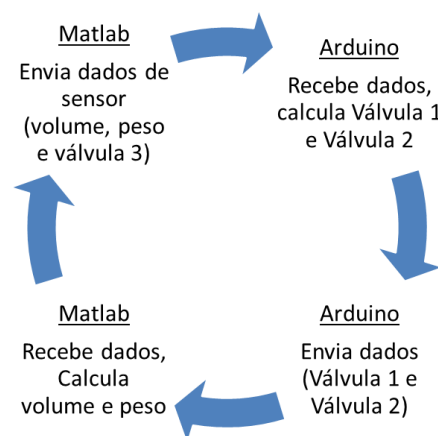 Matlab
Envia dados de
sensor
(volume, peso
e válvula 3)
Arduino
Recebe dados,
calcula Válvula 1
e Válvula 2
Arduino
Envia dados
(Válvula 1 e
Válvula 2)
Matlab
Recebe dados,
Calcula
volume e peso